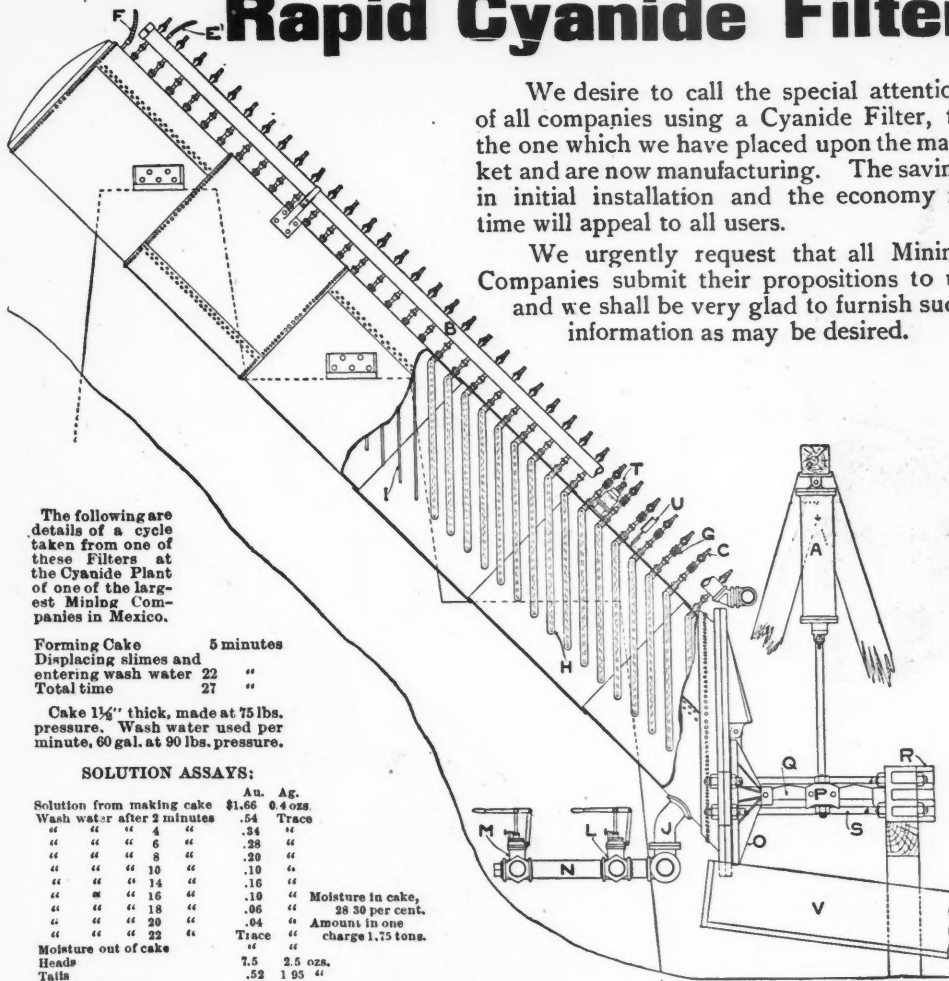 Rapid Cyanide Filter
We desire to call the special attentio
of all companies using a Cyanide Filter, t
the one which we have placed upon the ma
ket and are now manufacturing. The savin
in initial installation and the economy
time will appeal to all users.
We urgently request that all Minin
Companies submit their propositions to u
and we shall be very glad to furnish suc
information as may be desired.
F
E'
B
I
T
U
G
C
H
A
Q
R
P
S
O
M
L
J
N
V
The following are
details of a cycle
taken from one of
these Filters at
the Cyanide Plant
of one of the larg-
est Mining Com-
panies in Mexico.
Forming Cake 5 minutes
Displacing slimes and
entering wash water 22 "
Total time 27 "
Cake 1½" thick, made at 75 lbs.
pressure. Wash water used per
minute, 60 gal. at 90 lbs. pressure.
SOLUTION ASSAYS:
Au. Ag.
Solution from making cake $1.66 0.4 ozs.
Wash water after 2 minutes .54 Trace
" " " 4 " .34 "
" " " 6 " .28 "
" " " 8 " .20 "
" " " 10 " .10 "
" " " 14 " .16 "
" " " 16 " .10 " Moisture in cake,
" " " 18 " .06 " 28 30 per cent.
" " " 20 " .04 " Amount in one
" " " 22 " Trace " charge 1.75 tons.
Moisture out of cake " "
Heads 7.5 2.5 ozs.
Tails .52 1 95 "